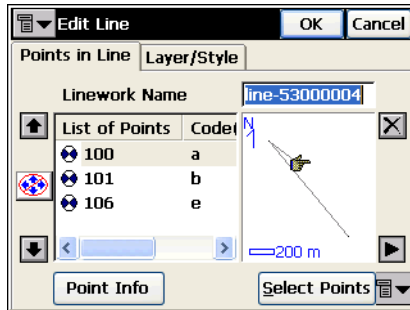 Edit Line OK Cancel
Points in Line Layer/Style
Linework Name line-53000004
List of Points Code(
100 a
101 b
106 e
N
200 m
Point Info Select Points